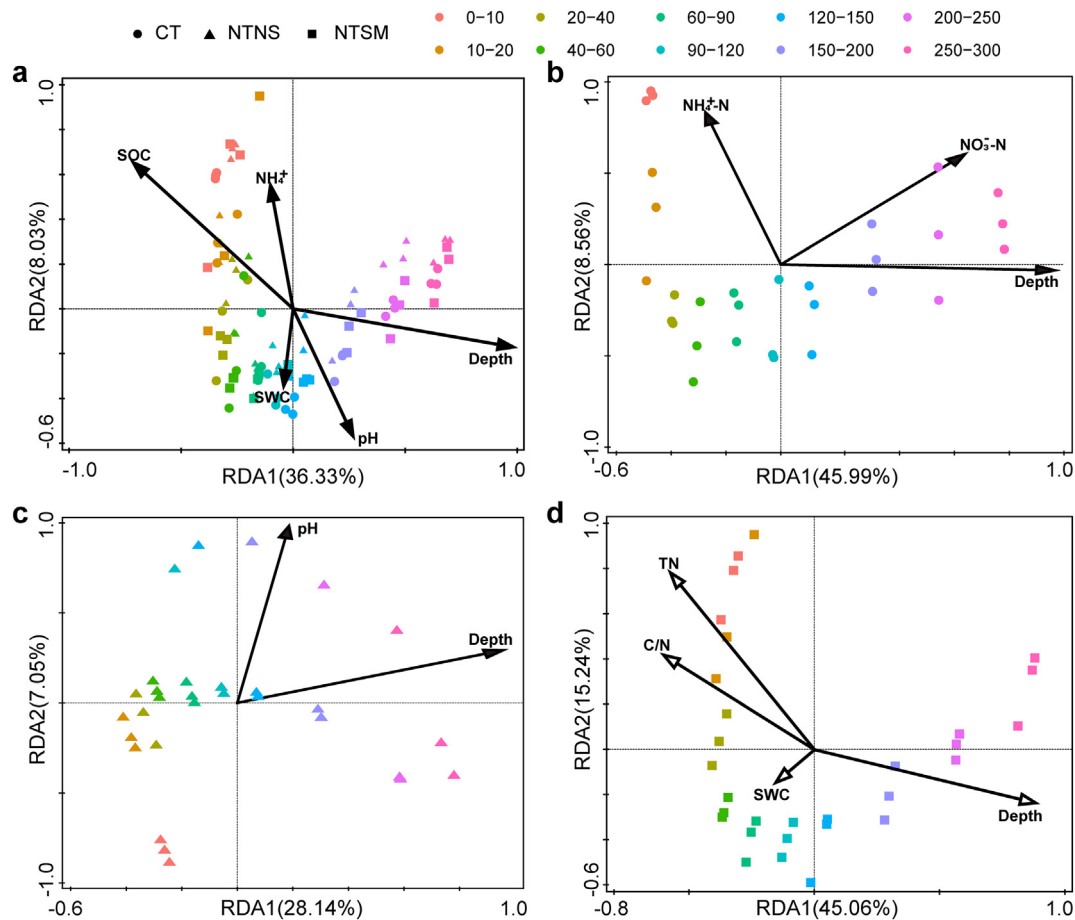 CT NTNS NTSM
0−10 20−40 60−90 120−150 200−250
10−20 40−60 90−120 150−200 250−300
a
1.0
RDA2(8.03%)
-0.6
SOC
NH₄⁺
Depth
SWC
pH
-1.0 RDA1(36.33%) 1.0
b
1.0
RDA2(8.56%)
-1.0
NH₄⁺-N
NO₃⁻-N
Depth
-0.6 RDA1(45.99%) 1.0
c
1.0
RDA2(7.05%)
-1.0
pH
Depth
-0.6 RDA1(28.14%) 1.0
d
1.0
RDA2(15.24%)
-0.6
TN
C/N
SWC
Depth
-0.8 RDA1(45.06%) 1.0